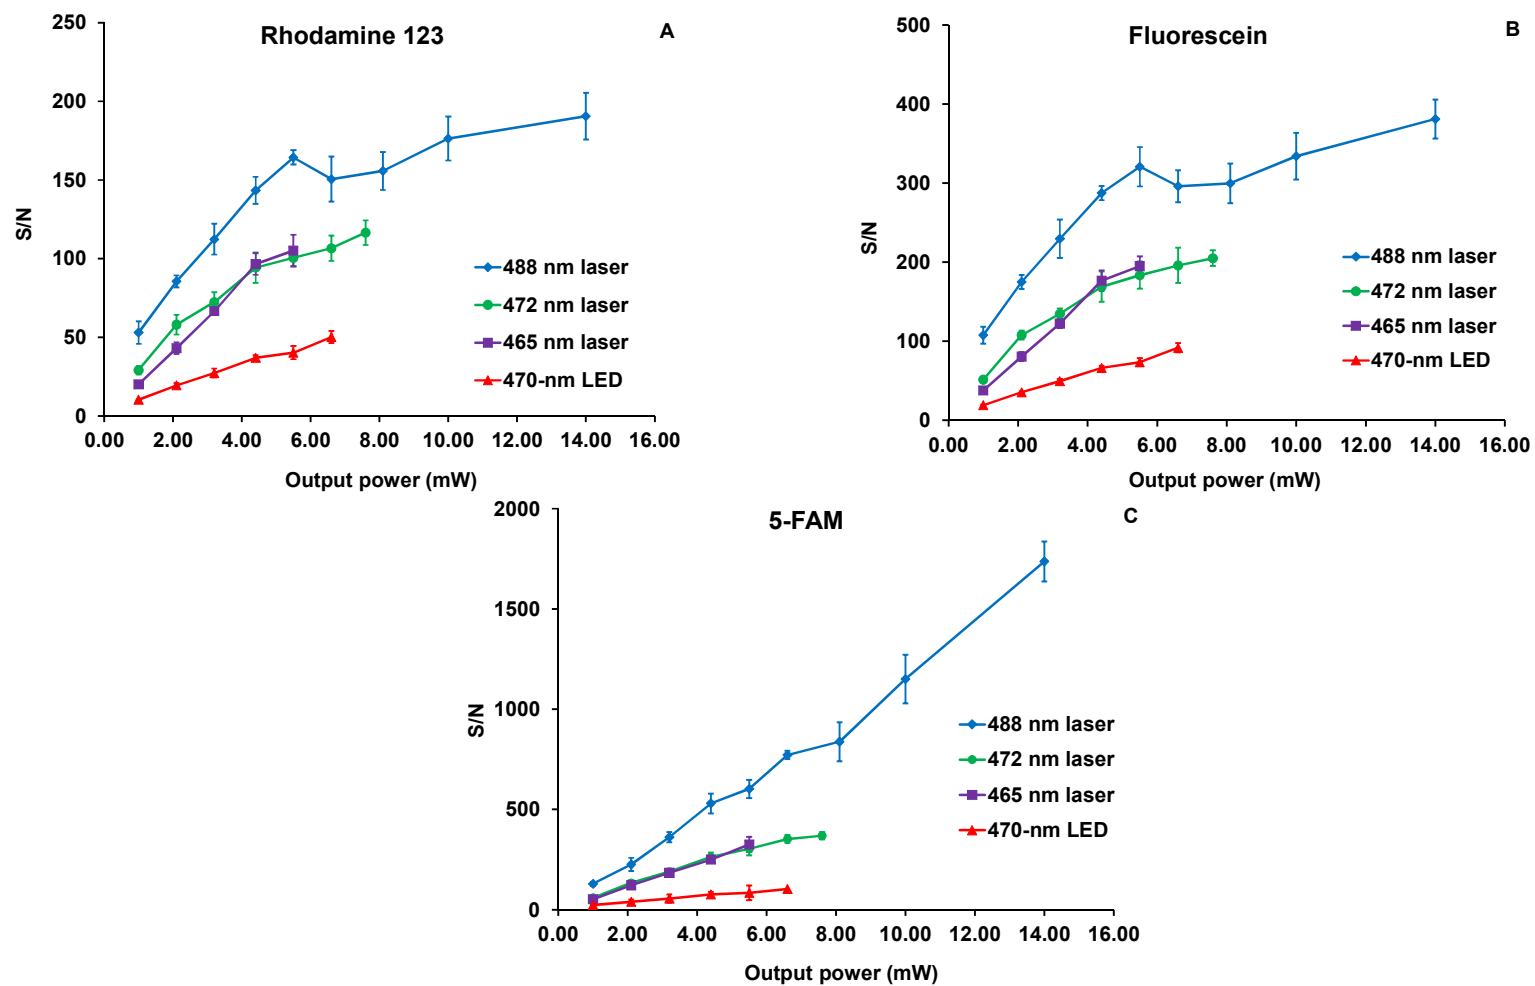 Rhodamine 123
A
250
200
150
100
50
0
S/N
488 nm laser
472 nm laser
465 nm laser
470-nm LED
0.00 2.00 4.00 6.00 8.00 10.00 12.00 14.00 16.00
Output power (mW)
Fluorescein
B
500
400
300
200
100
0
S/N
488 nm laser
472 nm laser
465 nm laser
470-nm LED
0.00 2.00 4.00 6.00 8.00 10.00 12.00 14.00 16.00
Output power (mW)
5-FAM
C
2000
1500
1000
500
0
S/N
488 nm laser
472 nm laser
465 nm laser
470-nm LED
0.00 2.00 4.00 6.00 8.00 10.00 12.00 14.00 16.00
Output power (mW)